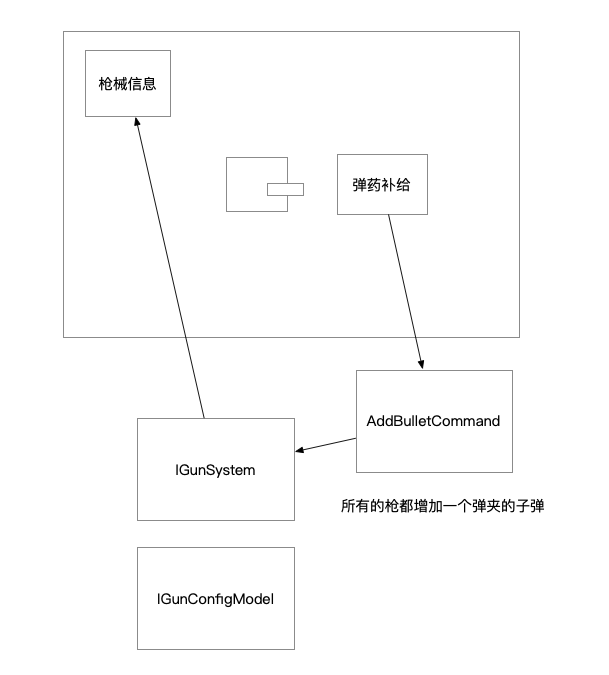 枪械信息
弹药补给
AddBulletCommand
IGunSystem
所有的枪都增加一个弹夹的子弹
IGunConfigModel